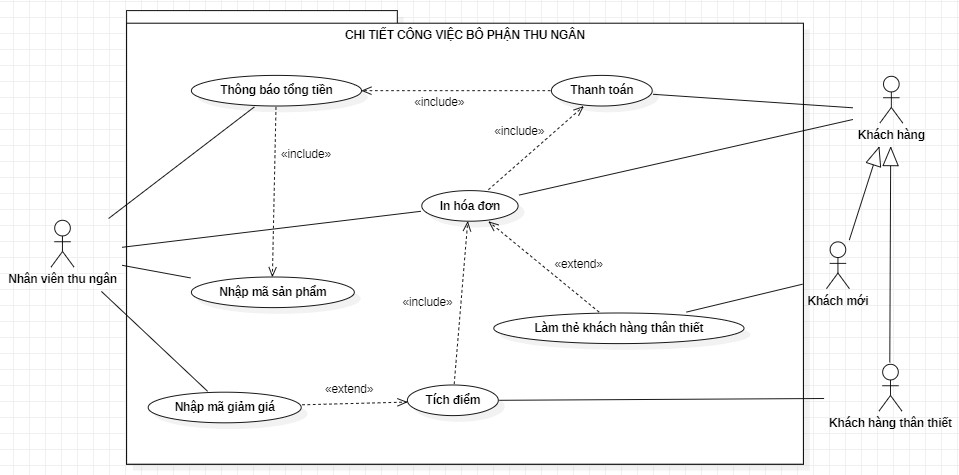 CHI TIẾT CÔNG VIỆC BỘ PHẬN THU NGÂN
Thông báo tổng tiền
«include»
Thanh toán
Khách hàng
«include»
«include»
In hóa đơn
Nhân viên thu ngân
«extend»
Nhập mã sản phẩm
Khách mới
«include»
Làm thẻ khách hàng thân thiết
«extend»
Nhập mã giảm giá
Tích điểm
Khách hàng thân thiết